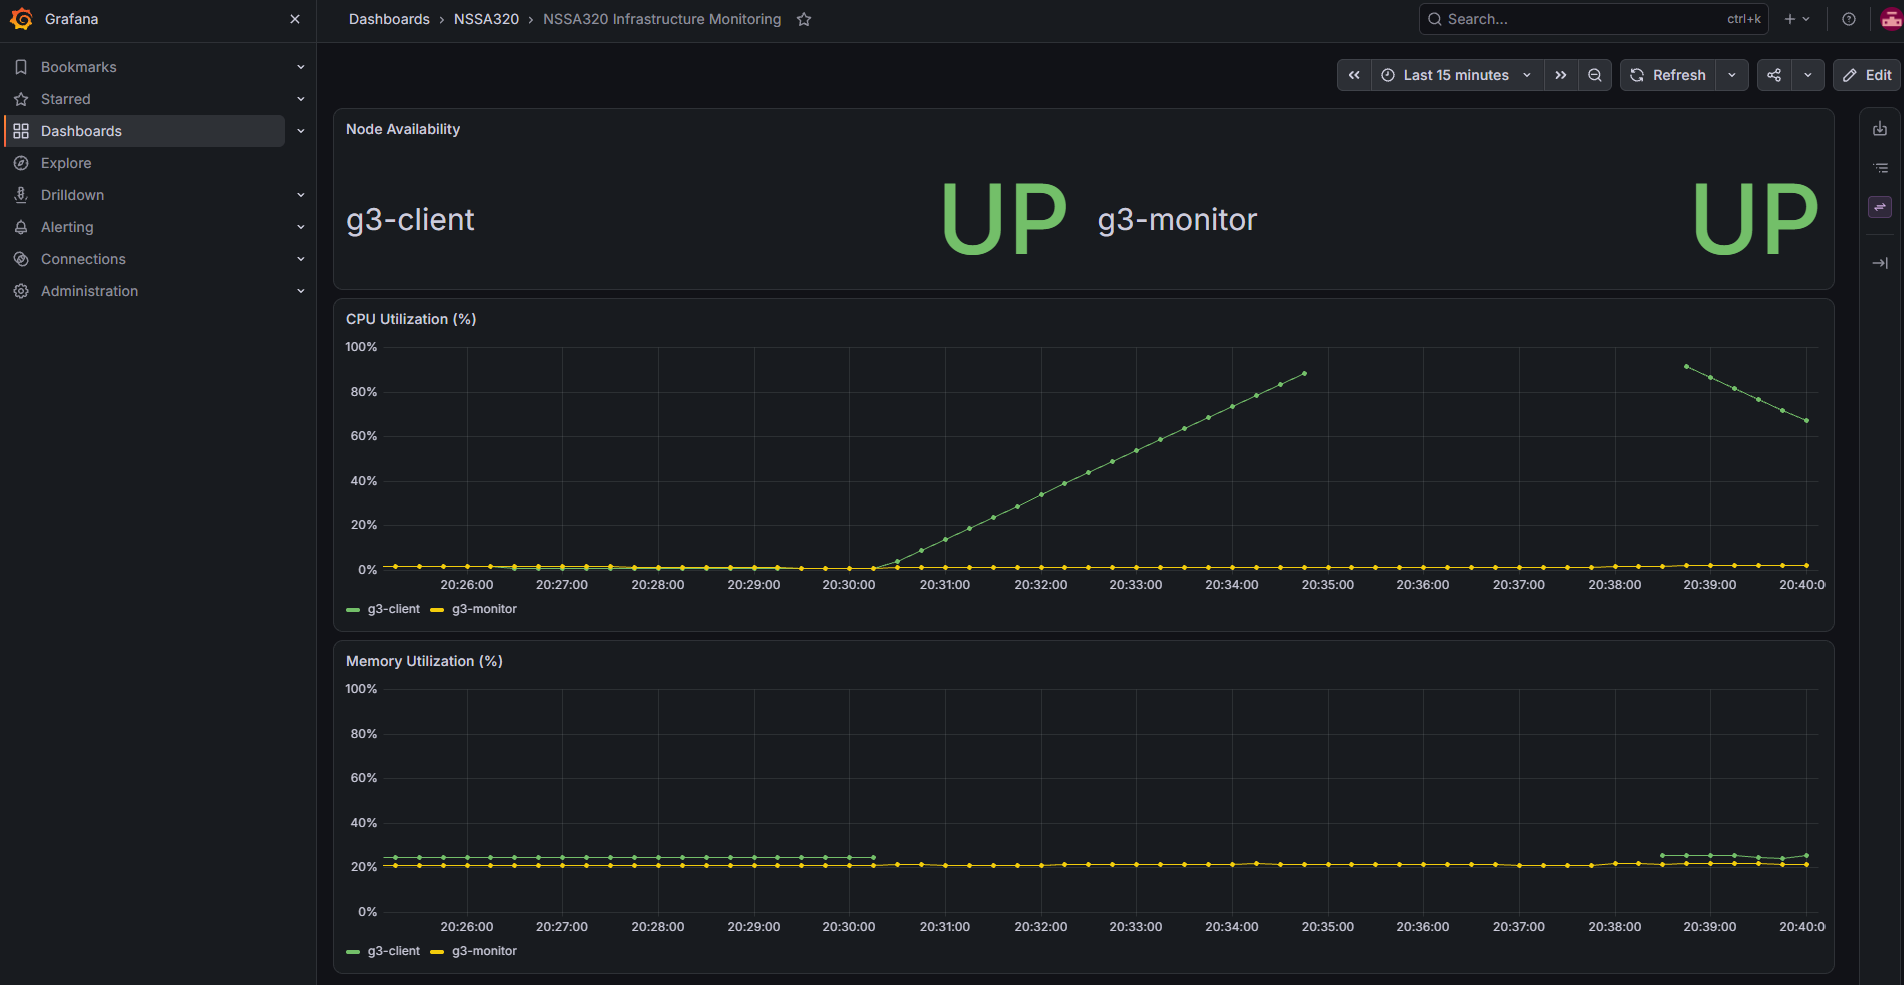 Grafana
Dashboards › NSSA320 › NSSA320 Infrastructure Monitoring
Search... ctrl+k
Bookmarks
Starred
Dashboards
Explore
Drilldown
Alerting
Connections
Administration
Last 15 minutes
Refresh
Edit
Node Availability
g3-client UP g3-monitor UP
CPU Utilization (%)
100%
80%
60%
40%
20%
0%
20:26:00 20:27:00 20:28:00 20:29:00 20:30:00 20:31:00 20:32:00 20:33:00 20:34:00 20:35:00 20:36:00 20:37:00 20:38:00 20:39:00 20:40:0
g3-client g3-monitor
Memory Utilization (%)
100%
80%
60%
40%
20%
0%
20:26:00 20:27:00 20:28:00 20:29:00 20:30:00 20:31:00 20:32:00 20:33:00 20:34:00 20:35:00 20:36:00 20:37:00 20:38:00 20:39:00 20:40:0
g3-client g3-monitor